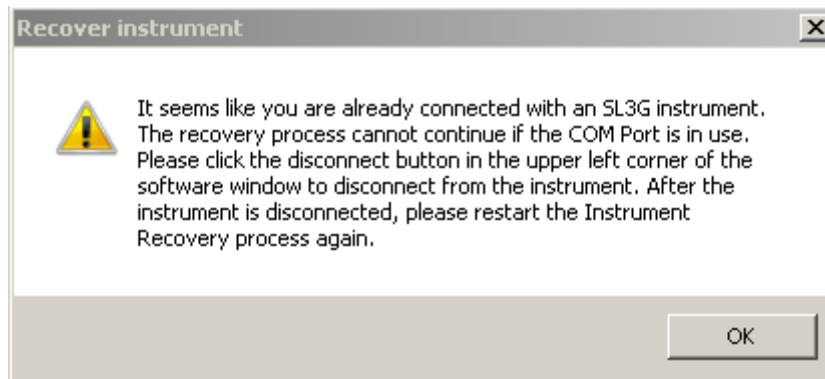 Recover instrument
It seems like you are already connected with an SL3G instrument.
The recovery process cannot continue if the COM Port is in use.
Please click the disconnect button in the upper left corner of the
software window to disconnect from the instrument. After the
instrument is disconnected, please restart the Instrument
Recovery process again.
OK